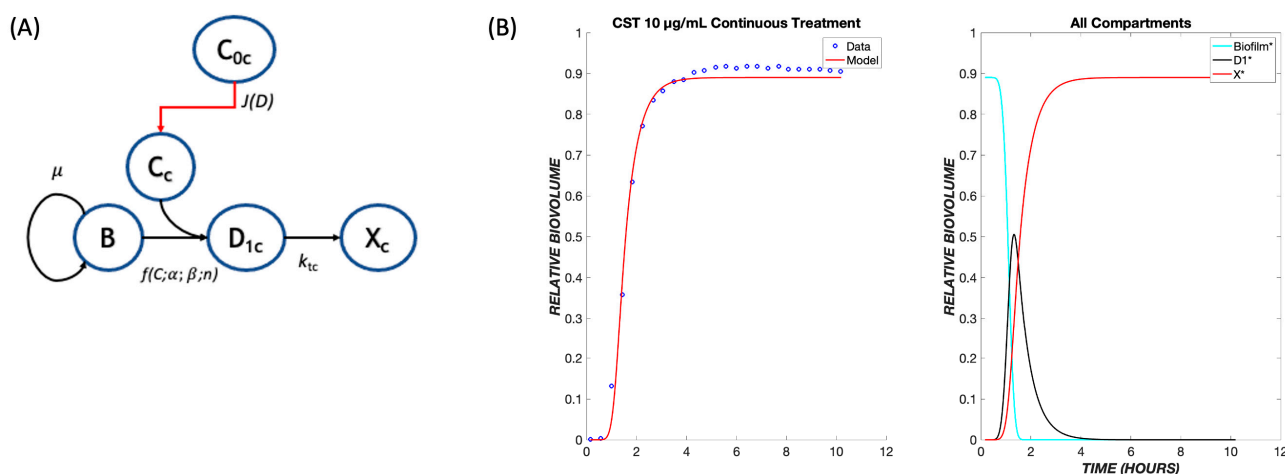 (A)
C0c
J(D)
Cc
μ
B
D1c
Xc
f(C;α; β;n)
ktc
(B)
CST 10 µg/mL Continuous Treatment
Data
Model
RELATIVE BIOVOLUME
1
0.9
0.8
0.7
0.6
0.5
0.4
0.3
0.2
0.1
0
0 2 4 6 8 10 12
All Compartments
Biofilm*
D1*
X*
RELATIVE BIOVOLUME
1
0.9
0.8
0.7
0.6
0.5
0.4
0.3
0.2
0.1
0
0 2 4 6 8 10 12
TIME (HOURS)